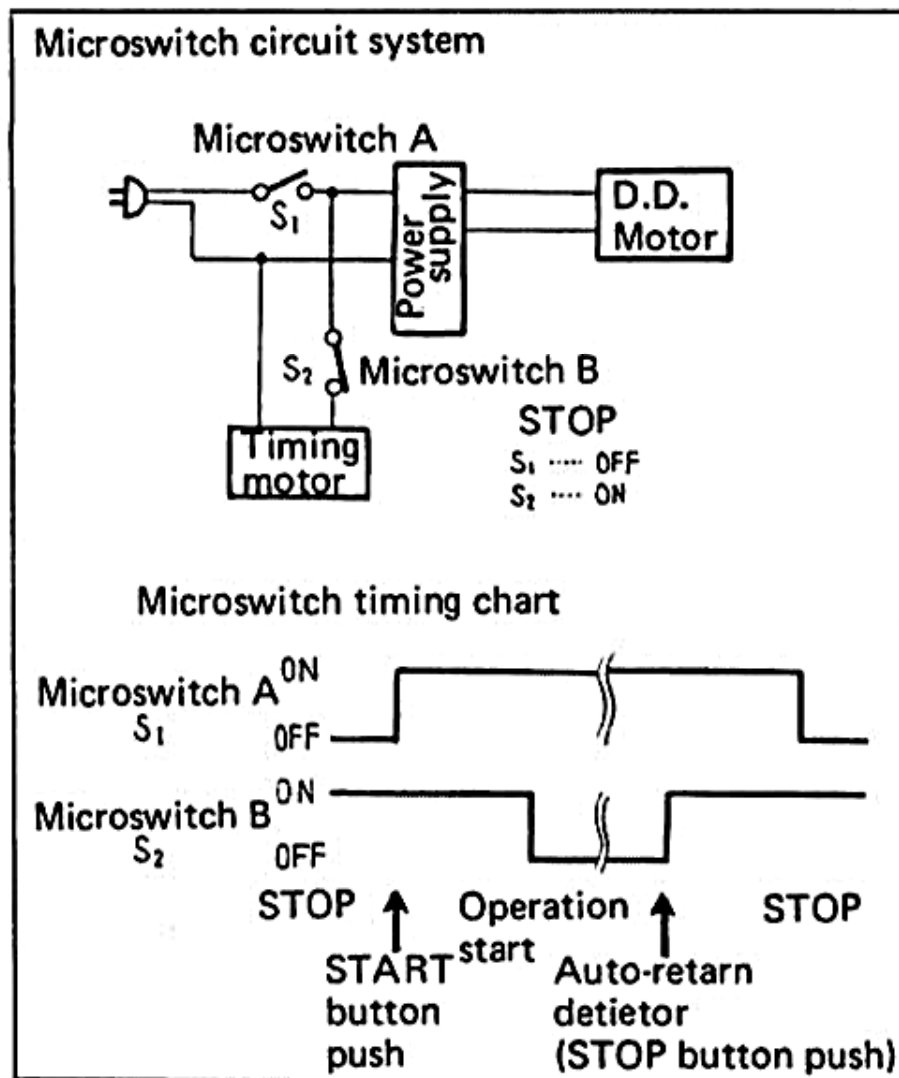 Microswitch circuit system
Microswitch A
S1
Power supply
D.D.
Motor
S2 Microswitch B
Timing
motor
STOP
S1 ····· OFF
S2 ···· ON
Microswitch timing chart
Microswitch A ON
S1 OFF
Microswitch B ON
S2 OFF
STOP Operation STOP
start
START Auto-retarn
button detietor
push (STOP button push)